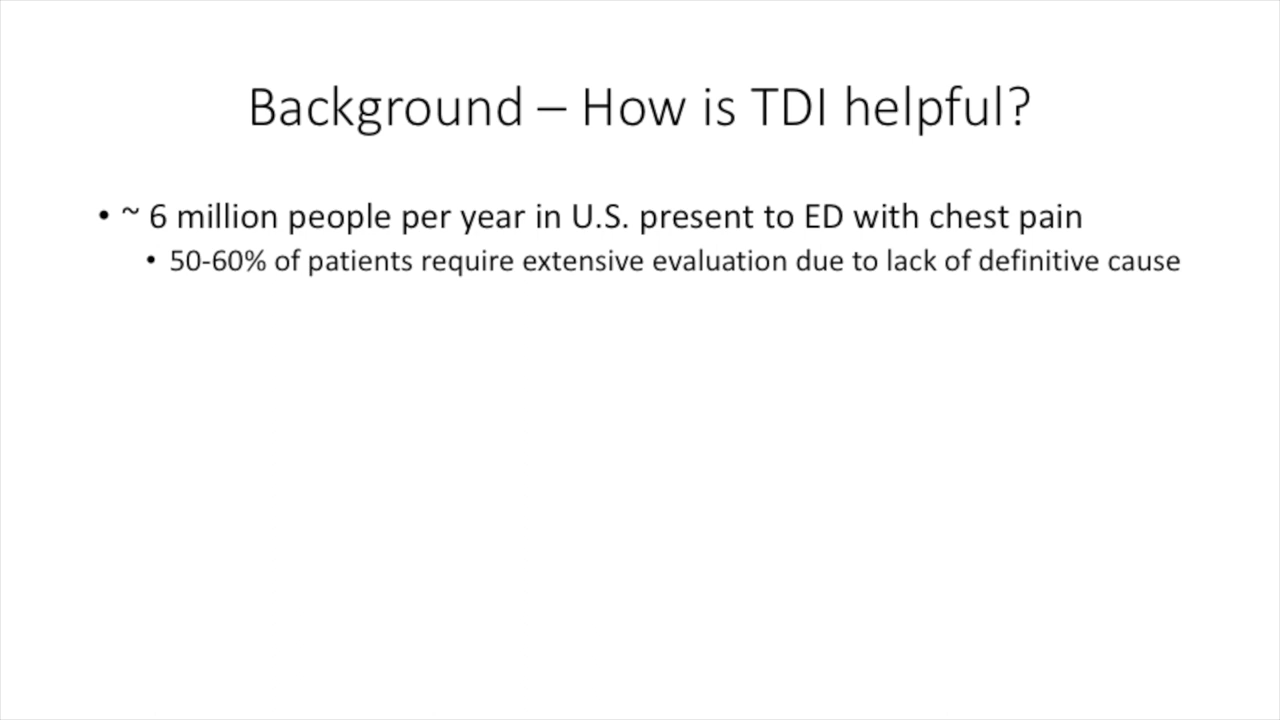 Background – How is TDI helpful?
• ~ 6 million people per year in U.S. present to ED with chest pain
• 50-60% of patients require extensive evaluation due to lack of definitive cause